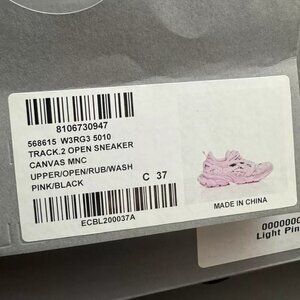 8106730947
568615 W3RG3 5010
TRACK.2 OPEN SNEAKER
CANVAS MNC
UPPER/OPEN/RUB/WASH
PINK/BLACK
C 37
MADE IN CHINA
ECBL200037A
Light Pin